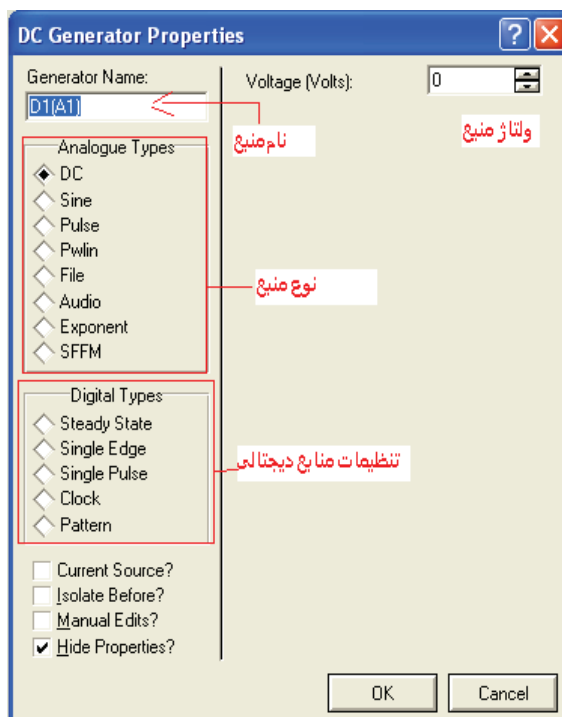 DC Generator Properties
Generator Name:
D1(A1)
Voltage (Volts):
0
نام منبع
ولتاژ منبع
Analogue Types
DC
Sine
Pulse
Pwlin
File
Audio
Exponent
SFFM
نوع منبع
Digital Types
Steady State
Single Edge
Single Pulse
Clock
Pattern
تنظیمات منابع دیجتالی
Current Source?
Isolate Before?
Manual Edits?
Hide Properties?
OK
Cancel